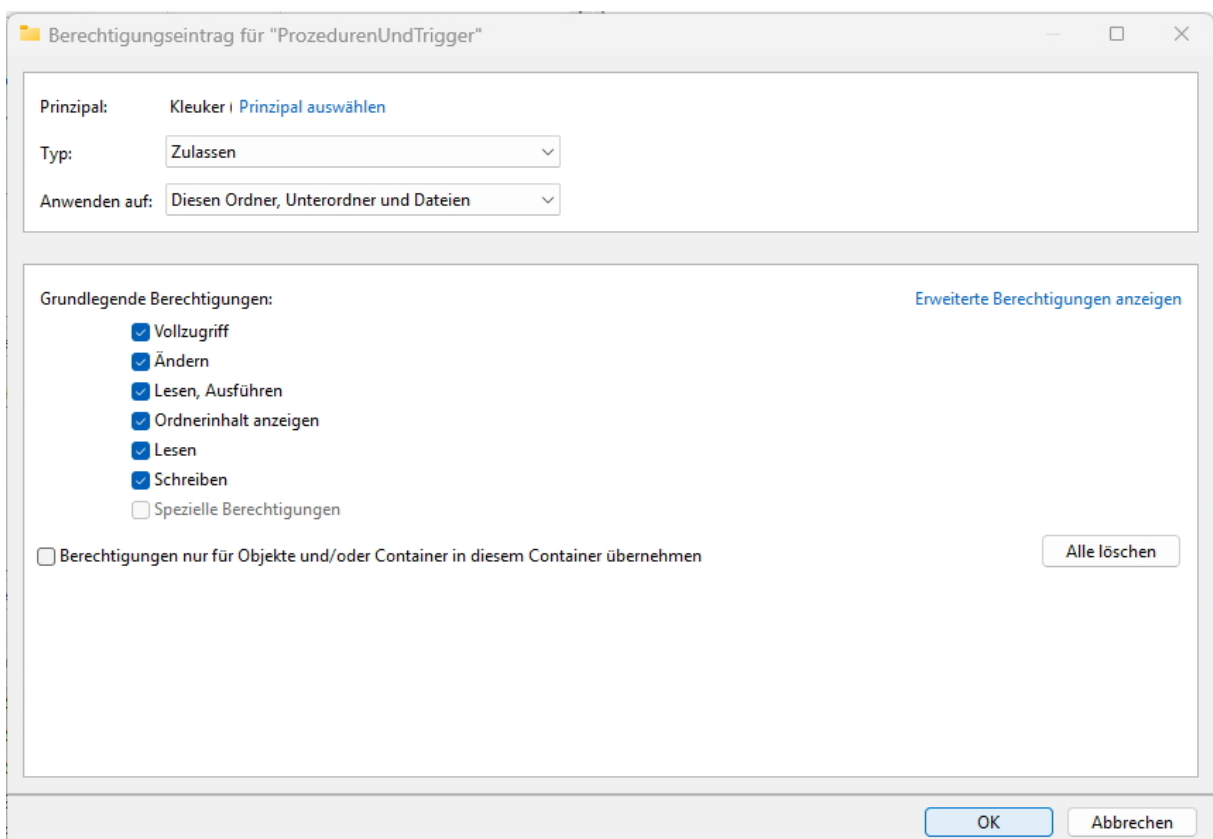 Berechtigungseintrag für "ProzedurenUndTrigger"
Prinzipal: Kleuker ( Prinzipal auswählen
Typ: Zulassen
Anwenden auf: Diesen Ordner, Unterordner und Dateien
Grundlegende Berechtigungen: Erweiterte Berechtigungen anzeigen
Vollzugriff
Ändern
Lesen, Ausführen
Ordnerinhalt anzeigen
Lesen
Schreiben
Spezielle Berechtigungen
Berechtigungen nur für Objekte und/oder Container in diesem Container übernehmen
Alle löschen
OK Abbrechen